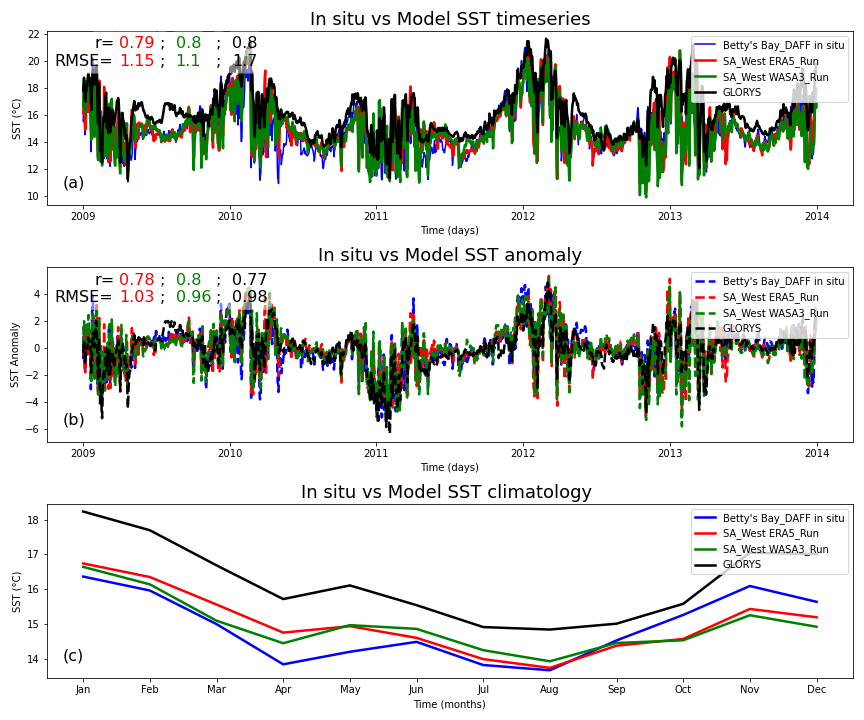 In situ vs Model SST timeseries
r= 0.79 ; 0.8 ; 0.8
RMSE= 1.15 ; 1.1 ; 1.7
Betty's Bay_DAFF in situ
SA_West ERA5_Run
SA_West WASA3_Run
GLORYS
SST (°C)
22
20
18
16
14
12
10
(a)
2009 2010 2011 2012 2013 2014
Time (days)
In situ vs Model SST anomaly
r= 0.78 ; 0.8 ; 0.77
RMSE= 1.03 ; 0.96 ; 0.98
Betty's Bay_DAFF in situ
SA_West ERA5_Run
SA_West WASA3_Run
GLORYS
SST Anomaly
4
2
0
−2
−4
−6
(b)
2009 2010 2011 2012 2013 2014
Time (days)
In situ vs Model SST climatology
Betty's Bay_DAFF in situ
SA_West ERA5_Run
SA_West WASA3_Run
GLORYS
SST (°C)
18
17
16
15
14
(c)
Jan Feb Mar Apr May Jun Jul Aug Sep Oct Nov Dec
Time (months)